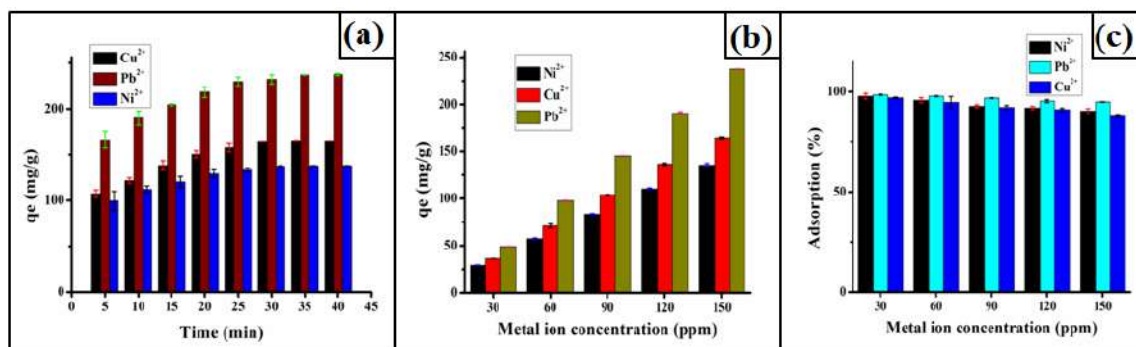 (a)
Cu2+
Pb2+
Ni2+
qe (mg/g)
200
100
0
0 5 10 15 20 25 30 35 40 45
Time (min)
(b)
Ni2+
Cu2+
Pb2+
qe (mg/g)
250
200
150
100
50
0
30 60 90 120 150
Metal ion concentration (ppm)
(c)
Ni2+
Pb2+
Cu2+
Adsorption (%)
100
50
0
30 60 90 120 150
Metal ion concentration (ppm)